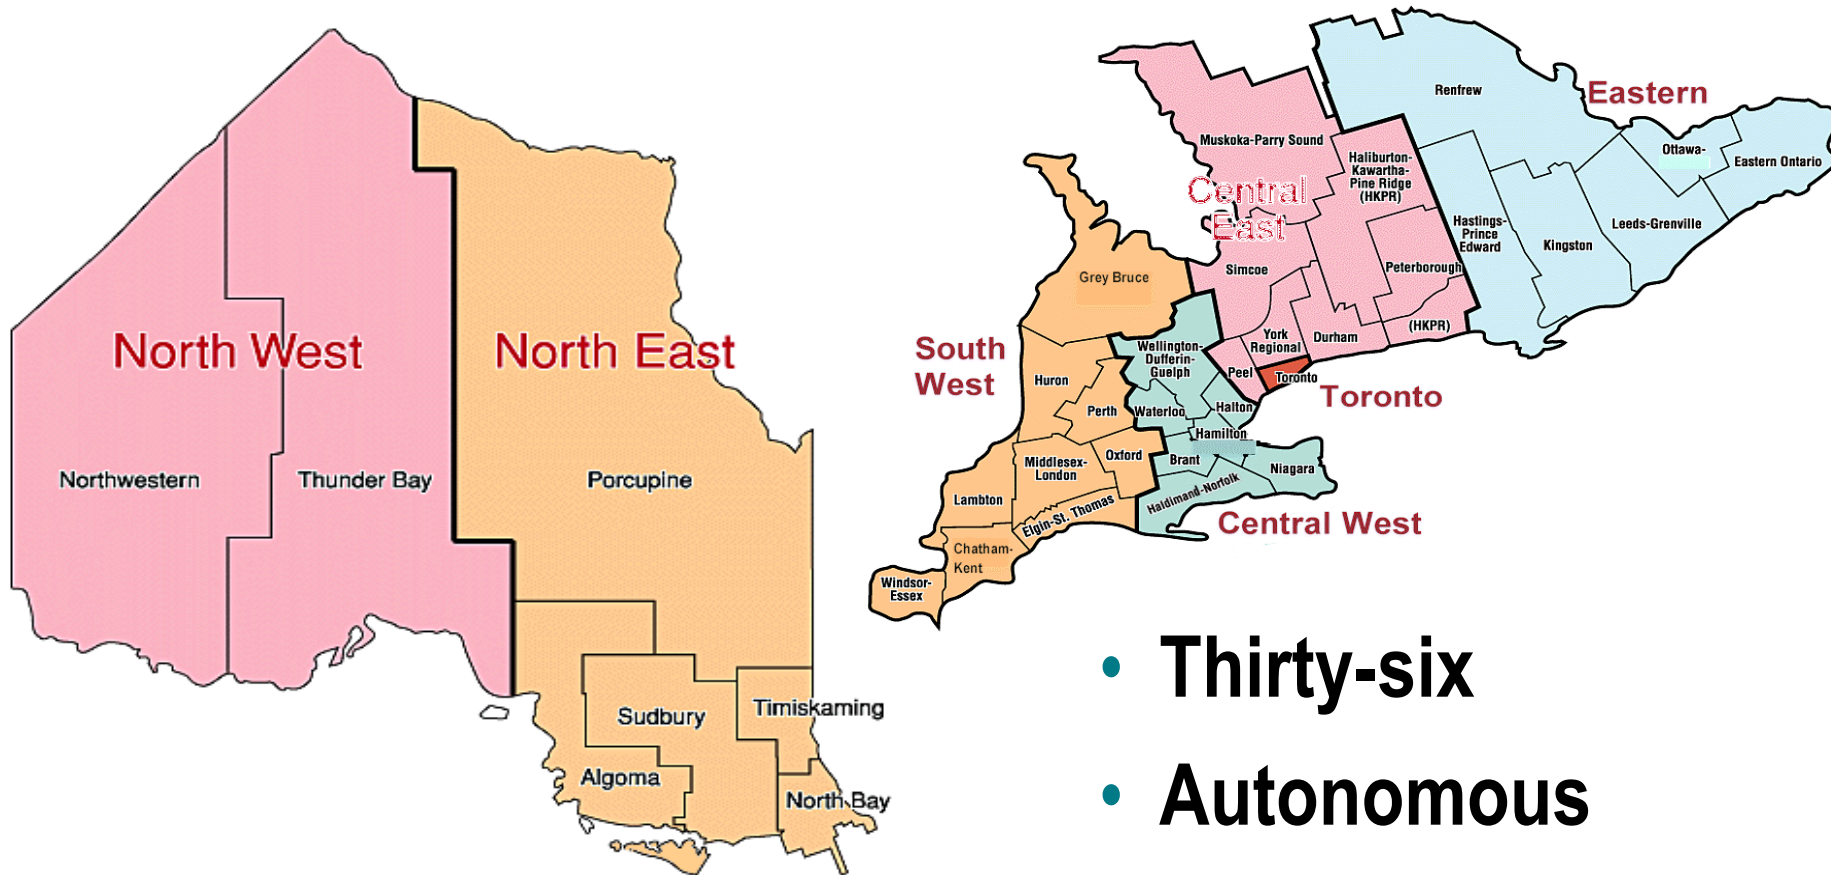 North West
North East
Northwestern
Thunder Bay
Porcupine
Sudbury
Timiskaming
Algoma
North Bay
Eastern
Renfrew
Ottawa-
Eastern Ontario
Hastings-
Prince
Edward
Kingston
Leeds-Grenville
Central
East
Muskoka-Parry Sound
Haliburton-
Kawartha-
Pine Ridge
(HKPR)
Simcoe
Peterborough
(HKPR)
York
Regional
Durham
Peel
Toronto
Toronto
South
West
Grey Bruce
Huron
Perth
Middlesex-
London
Oxford
Lambton
Elgin-St. Thomas
Chatham-
Kent
Windsor-
Essex
Wellington-
Dufferin-
Guelph
Waterloo
Halton
Hamilton
Brant
Niagara
Haldimand-Norfolk
Central West
• Thirty-six
• Autonomous